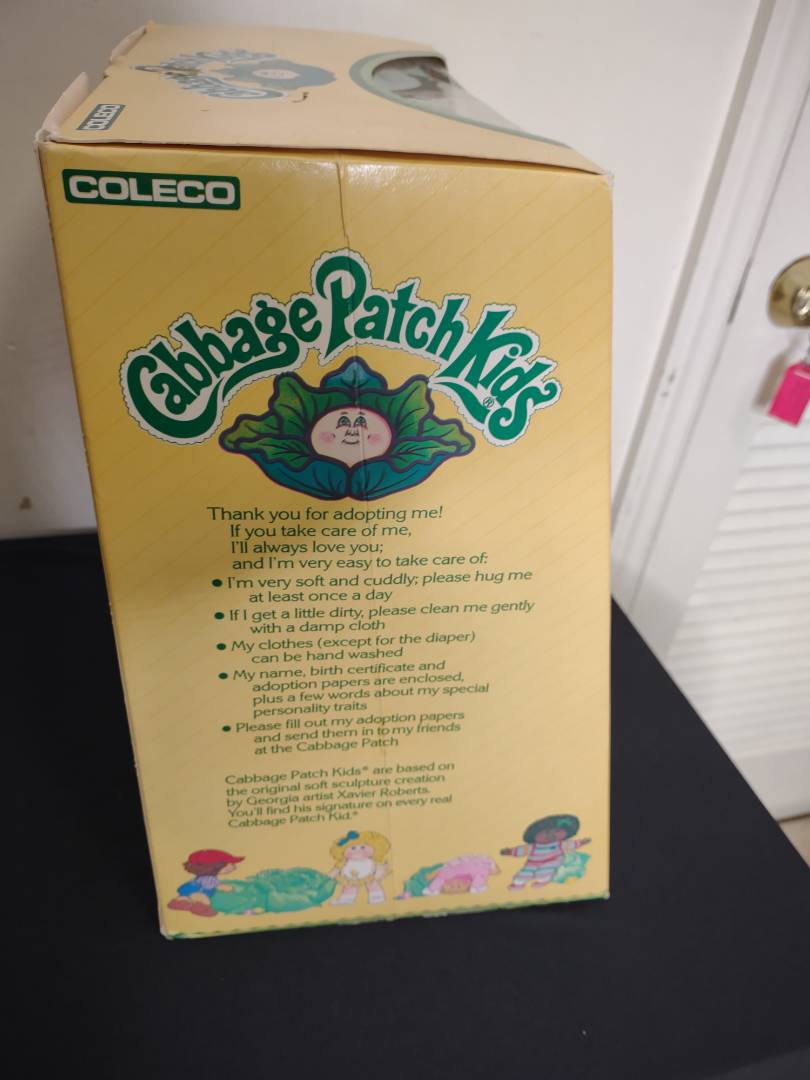 COLECO
COLECO
Cabbage Patch Kids®
Thank you for adopting me!
If you take care of me,
I'll always love you;
and I'm very easy to take care of:
• I'm very soft and cuddly; please hug me
at least once a day
• If I get a little dirty, please clean me gently
with a damp cloth
• My clothes (except for the diaper)
can be hand washed
• My name, birth certificate and
adoption papers are enclosed,
plus a few words about my special
personality traits
• Please fill out my adoption papers
and send them in to my friends
at the Cabbage Patch
Cabbage Patch Kids® are based on
the original soft sculpture creation
by Georgia artist Xavier Roberts.
You'll find his signature on every real
Cabbage Patch Kid.®